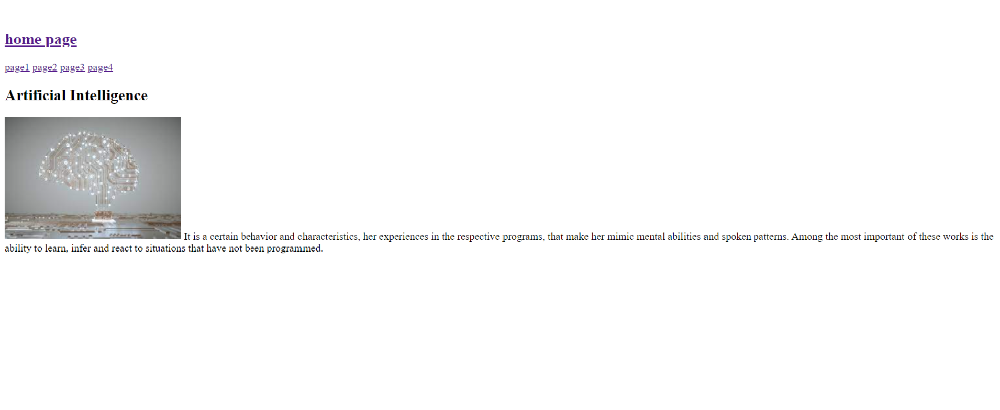 home page
page1 page2 page3 page4
Artificial Intelligence
It is a certain behavior and characteristics, her experiences in the respective programs, that make her mimic mental abilities and spoken patterns. Among the most important of these works is the
ability to learn, infer and react to situations that have not been programmed.